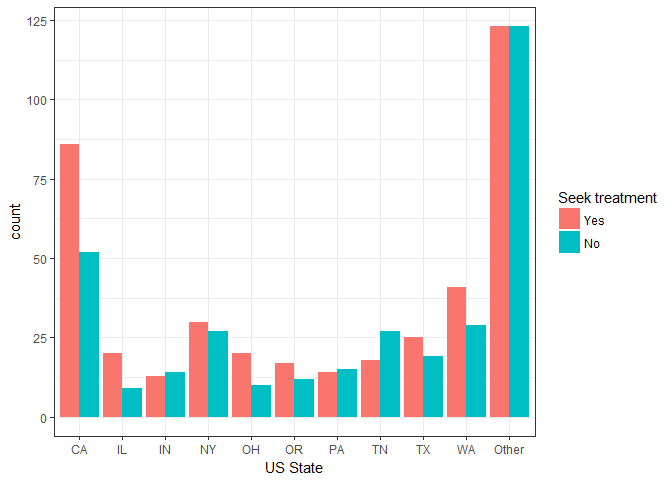 125
100
75
50
25
0
count
CA IL IN NY OH OR PA TN TX WA Other
US State
Seek treatment
Yes
No